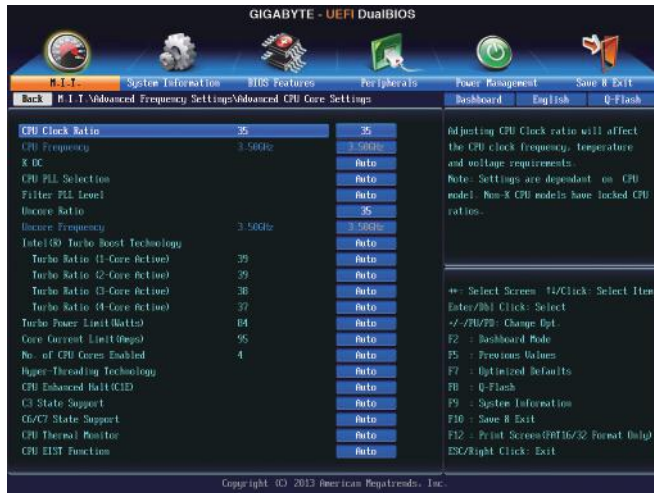 GIGABYTE - UEFI DualBIOS
M.I.T. System Information BIOS Features Peripherals Power Management Save & Exit
Back M.I.T.\Advanced Frequency Settings\Advanced CPU Core Settings Dashboard English Q-Flash
CPU Clock Ratio 35 35
CPU Frequency 3.50GHz 3.50GHz
K OC Auto
CPU PLL Selection Auto
Filter PLL Level Auto
Uncore Ratio 35
Uncore Frequency 3.50GHz 3.50GHz
Intel(R) Turbo Boost Technology Auto
Turbo Ratio (1-Core Active) 39 Auto
Turbo Ratio (2-Core Active) 39 Auto
Turbo Ratio (3-Core Active) 38 Auto
Turbo Ratio (4-Core Active) 37 Auto
Turbo Power Limit(Watts) 84 Auto
Core Current Limit(Amps) 95 Auto
No. of CPU Cores Enabled 4 Auto
Hyper-Threading Technology Auto
CPU Enhanced Halt(C1E) Auto
C3 State Support Auto
C6/C7 State Support Auto
CPU Thermal Monitor Auto
CPU EIST Function Auto
Adjusting CPU Clock ratio will affect
the CPU clock frequency, temperature
and voltage requirements.
Note: Settings are dependant on CPU
model. Non-K CPU models have locked CPU
ratios.
↔: Select Screen ↑↓/Click: Select Item
Enter/Dbl Click: Select
+/-/PU/PD: Change Opt.
F2 : Dashboard Mode
F5 : Previous Values
F7 : Optimized Defaults
F8 : Q-Flash
F9 : System Information
F10 : Save & Exit
F12 : Print Screen(FAT16/32 Format Only)
ESC/Right Click: Exit
Copyright (C) 2013 American Megatrends, Inc.